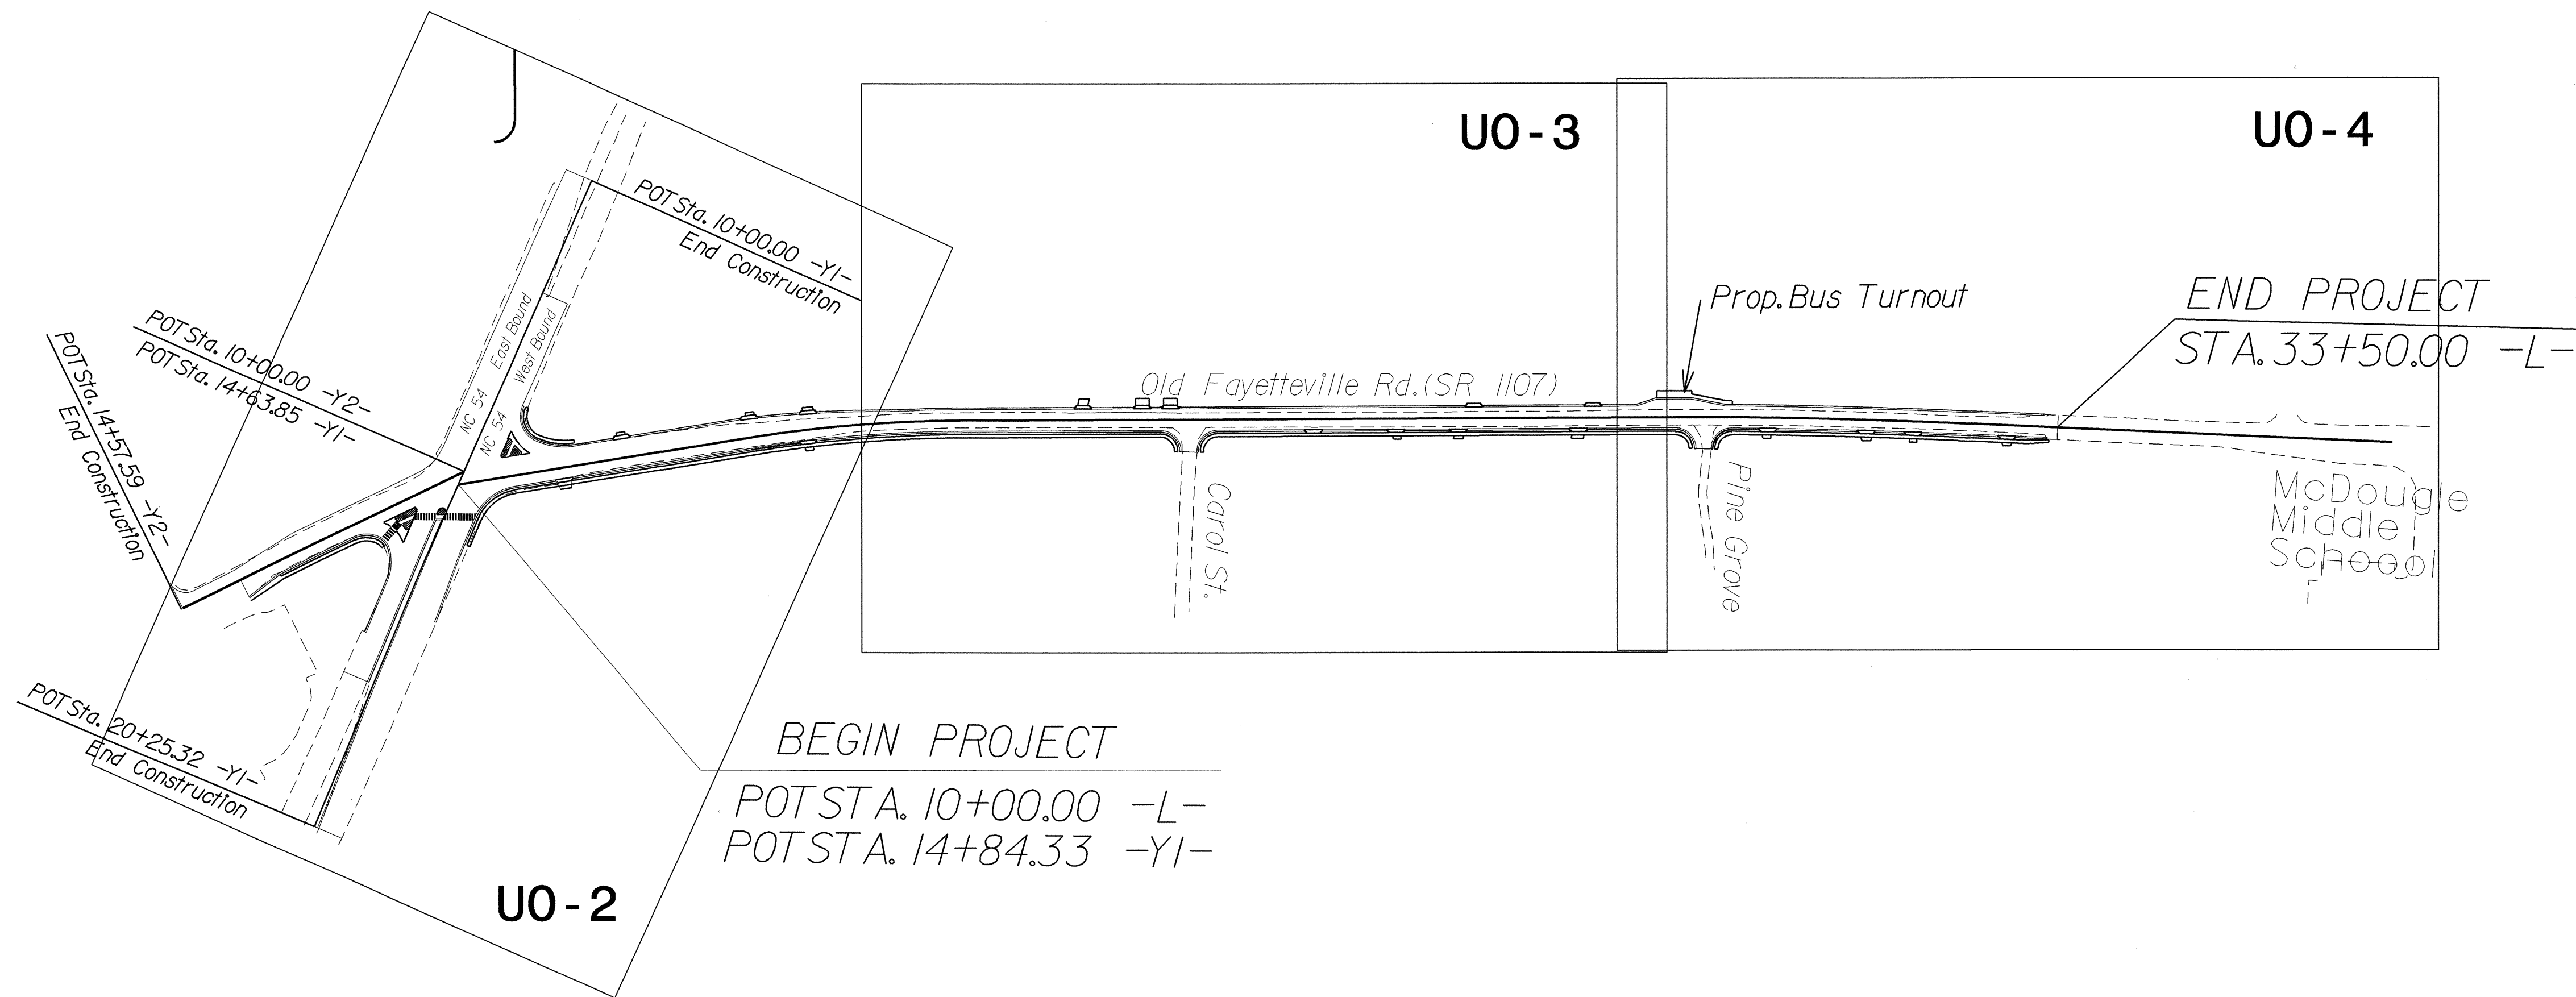 UO-3
UO-4
POT Sta. 10+00.00 -Y1-
End Construction
Prop. Bus Turnout
END PROJECT
STA. 33+50.00 -L-
East Bound
West Bound
NC 54
NC 54
POT Sta. 10+00.00 -Y2-
POT Sta. 14+63.85 -Y1-
POT Sta. 14+57.59 -Y2-
End Construction
Old Fayetteville Rd. (SR 1107)
Carol St.
Pine Grove
McDougle
Middle
School
POT Sta. 20+25.32 -Y1-
End Construction
BEGIN PROJECT
POT STA. 10+00.00 -L-
POT STA. 14+84.33 -Y1-
UO-2